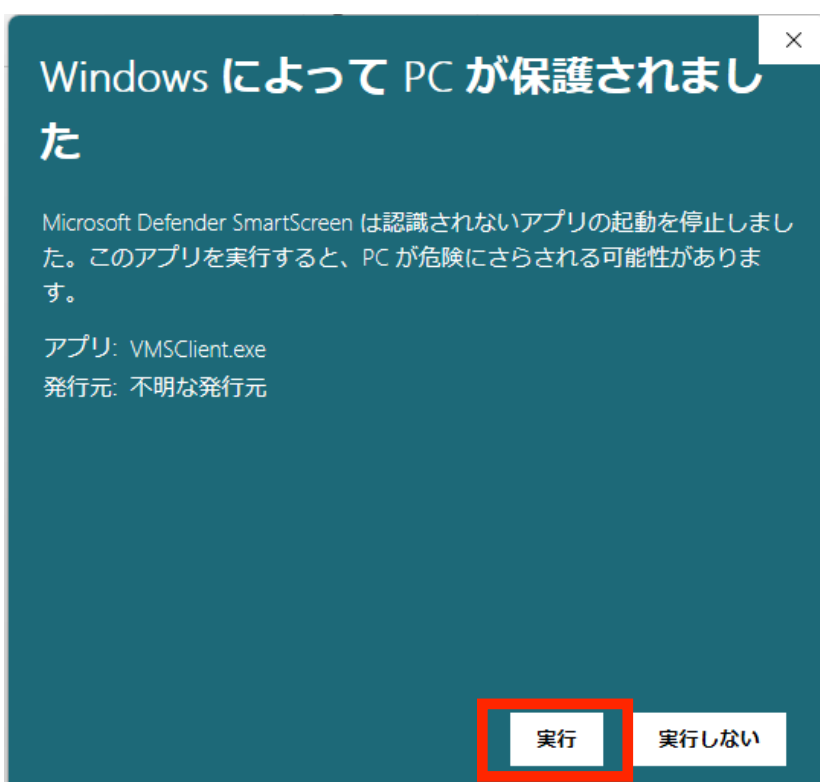 Windows によって PC が保護されまし
た
Microsoft Defender SmartScreen は認識されないアプリの起動を停止しまし
た。このアプリを実行すると、PC が危険にさらされる可能性がありま
す。
アプリ: VMSClient.exe
発行元: 不明な発行元
実行 実行しない